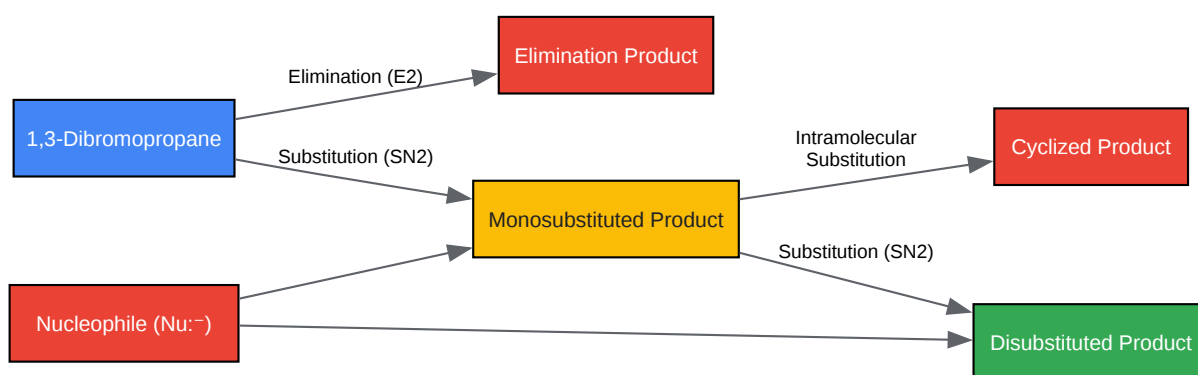 Elimination Product
Elimination (E2)
1,3-Dibromopropane
Substitution (SN2)
Intramolecular
Substitution
Cyclized Product
Monosubstituted Product
Substitution (SN2)
Nucleophile (Nu:⁻)
Disubstituted Product